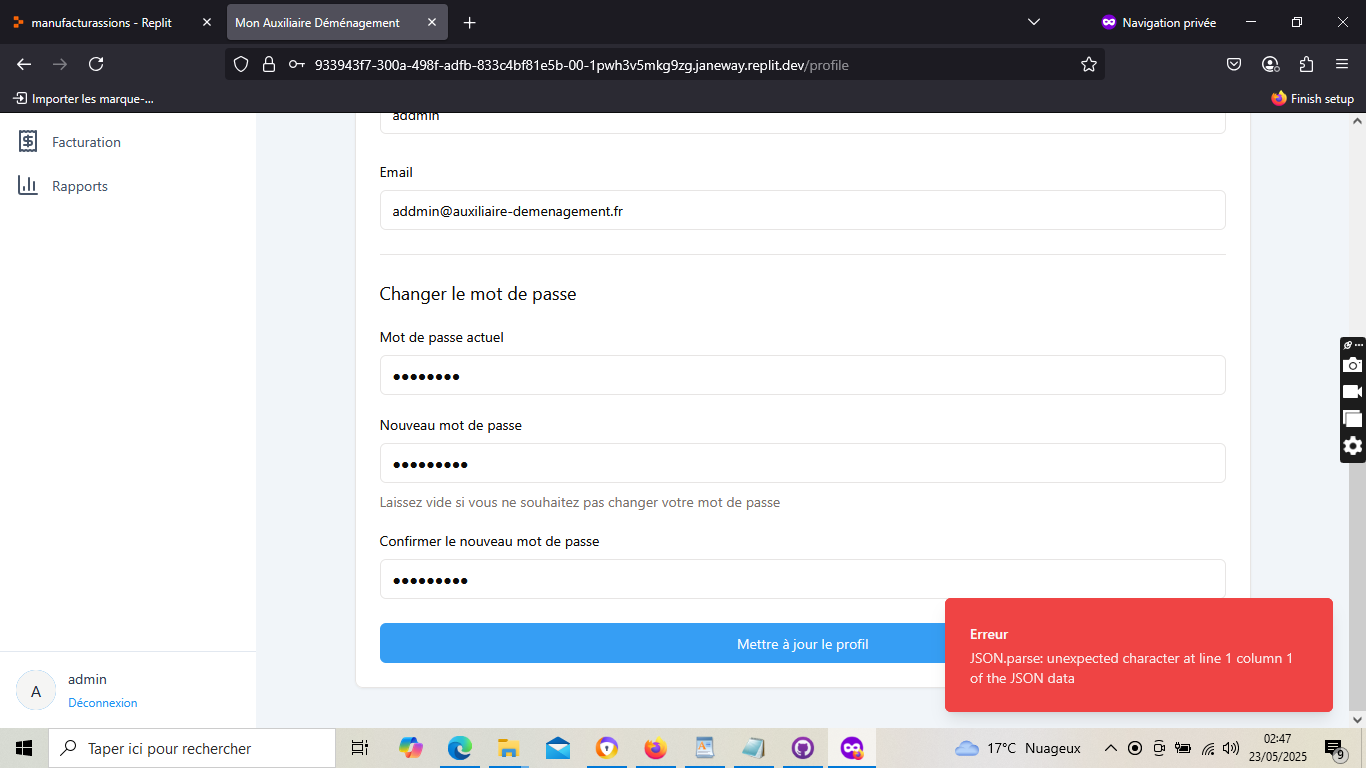 manufacturassions - Replit
Mon Auxiliaire Déménagement
Navigation privée
933943f7-300a-498f-adfb-833c4bf81e5b-00-1pwh3v5mkg9zg.janeway.replit.dev/profile
Importer les marque-...
Finish setup
Facturation
Rapports
addmin
Email
addmin@auxiliaire-demenagement.fr
Changer le mot de passe
Mot de passe actuel
Nouveau mot de passe
Laissez vide si vous ne souhaitez pas changer votre mot de passe
Confirmer le nouveau mot de passe
Mettre à jour le profil
Erreur
JSON.parse: unexpected character at line 1 column 1
of the JSON data
A
admin
Déconnexion
Taper ici pour rechercher
17°C Nuageux
02:47
23/05/2025
9